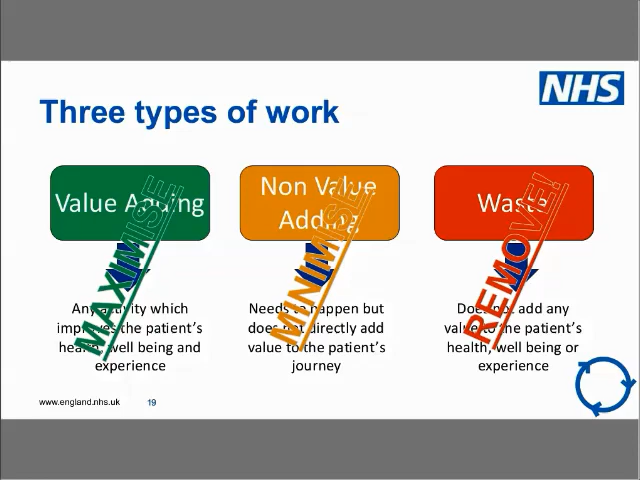 NHS
Three types of work
Value Adding
Non Value
Adding
Waste
MAXIMISE
MINIMISE!
REMOVE!
Any activity which
improves the patient's
health, well being and
experience
Needs to happen but
does not directly add
value to the patient's
journey
Does not add any
value to the patient's
health, well being or
experience
www.england.nhs.uk
19